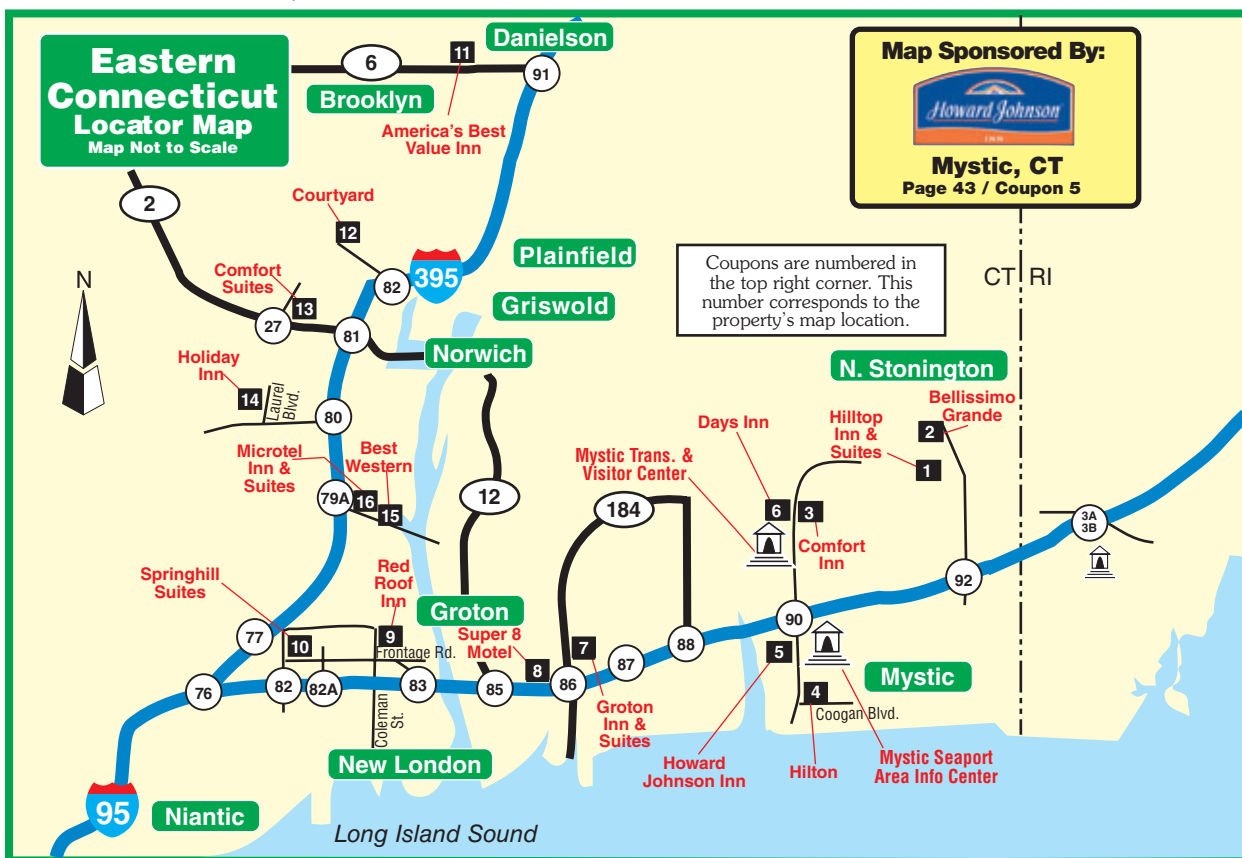 Eastern
Connecticut
Locator Map
Map Not to Scale
Danielson
11
6
91
Brooklyn
America's Best
Value Inn
Map Sponsored By:
Howard Johnson
INN
Mystic, CT
Page 43 / Coupon 5
2
Courtyard
12
Plainfield
395
82
Griswold
N
Comfort
Suites
13
27
81
Norwich
Coupons are numbered in
the top right corner. This
number corresponds to the
property's map location.
CT RI
Holiday
Inn
14
Laurel
Blvd.
80
N. Stonington
Bellissimo
Grande
2
Hilltop
Inn &
Suites
1
Days Inn
Mystic Trans. &
Visitor Center
6
3
Comfort
Inn
Microtel
Inn &
Suites
Best
Western
79A
16
15
12
184
3A
3B
92
Springhill
Suites
Red
Roof
Inn
Groton
Super 8
Motel
77
10
9
Frontage Rd.
8
7
87
88
90
76
82
82A
83
85
86
5
4
Coogan Blvd.
Mystic
Coleman
St.
Groton
Inn &
Suites
New London
Howard
Johnson Inn
Hilton
Mystic Seaport
Area Info Center
95
Niantic
Long Island Sound